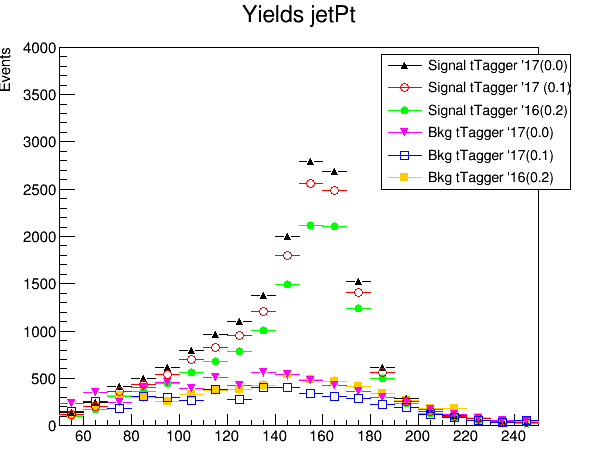 Yields jetPt
Events
4000
3500
3000
2500
2000
1500
1000
500
0
60 80 100 120 140 160 180 200 220 240
Signal tTagger '17(0.0)
Signal tTagger '17 (0.1)
Signal tTagger '16(0.2)
Bkg tTagger '17(0.0)
Bkg tTagger '17(0.1)
Bkg tTagger '16(0.2)